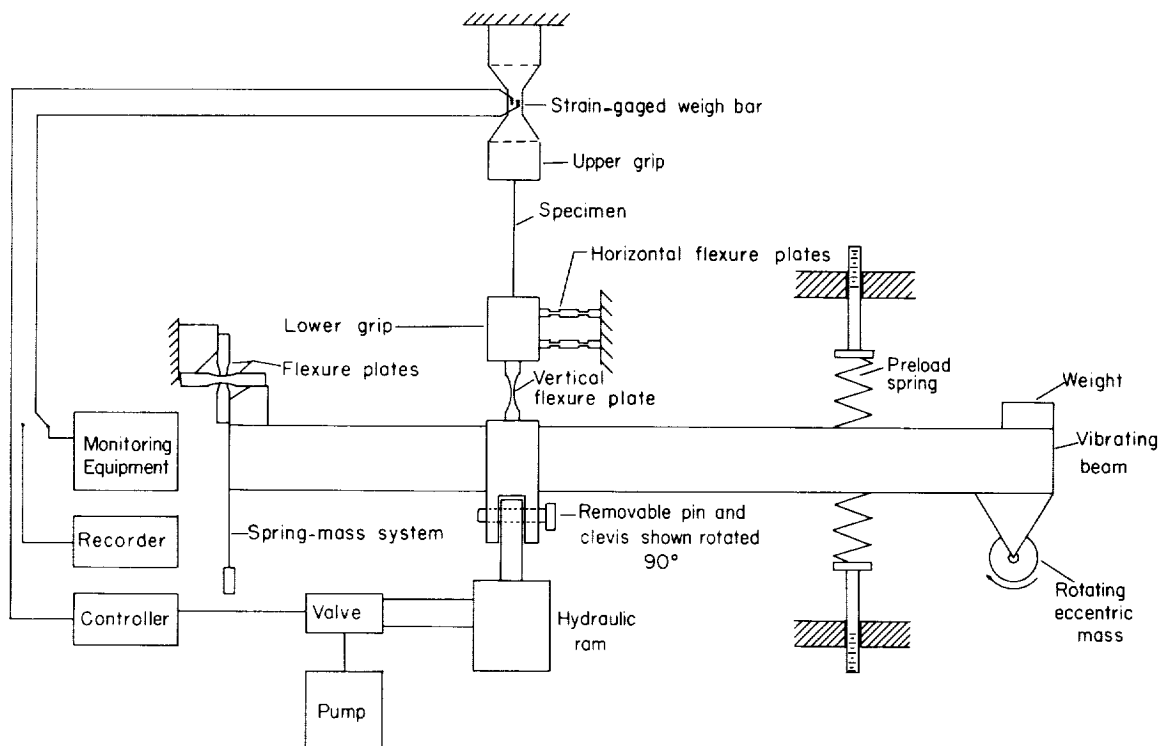 Strain-gaged weigh bar
Upper grip
Specimen
Horizontal flexure plates
Lower grip
Flexure plates
Vertical
flexure plate
Preload
spring
Weight
Vibrating
beam
Monitoring
Equipment
Removable pin and
clevis shown rotated
90°
Spring-mass system
Recorder
Rotating
eccentric
mass
Controller
Valve
Hydraulic
ram
Pump